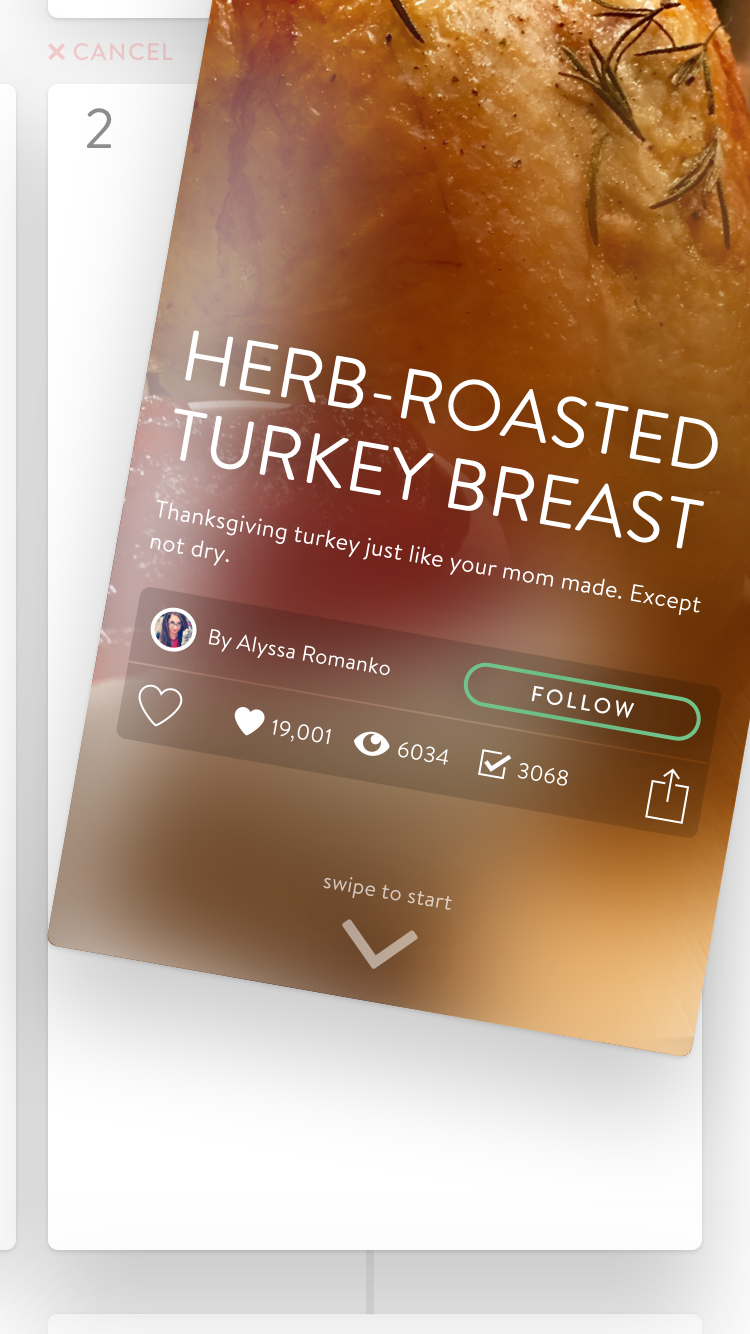 CANCEL
2
HERB-ROASTED
TURKEY BREAST
Thanksgiving turkey just like your mom made. Except
not dry.
By Alyssa Romanko
FOLLOW
19,001 6034 3068
swipe to start